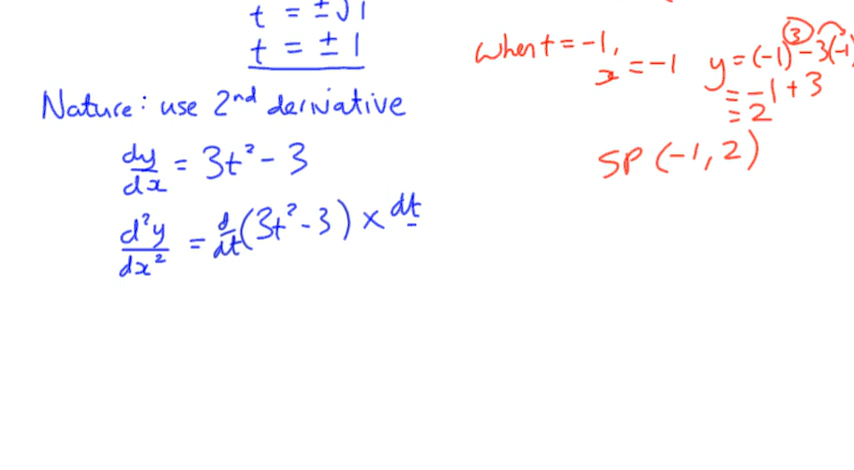 t = ±√1
t = ±1
Nature: use 2nd derivative
dy/dx = 3t² - 3
d²y/dx² = d/dt(3t² - 3) × dt
when t = -1,
x = -1
y = (-1)³ - 3(-1
= -1 + 3
= 2
SP (-1, 2)